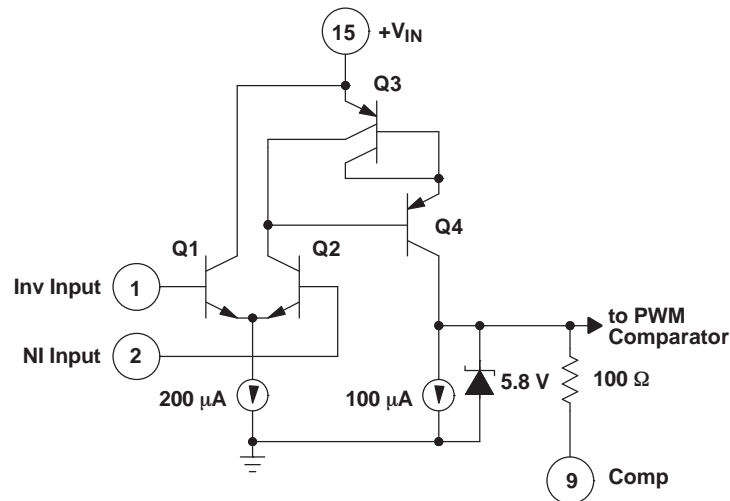 15 +VIN
Q3
Q4
Q1 Q2
Inv Input 1
NI Input 2
to PWM
Comparator
200 μA
100 μA
5.8 V
100 Ω
9 Comp